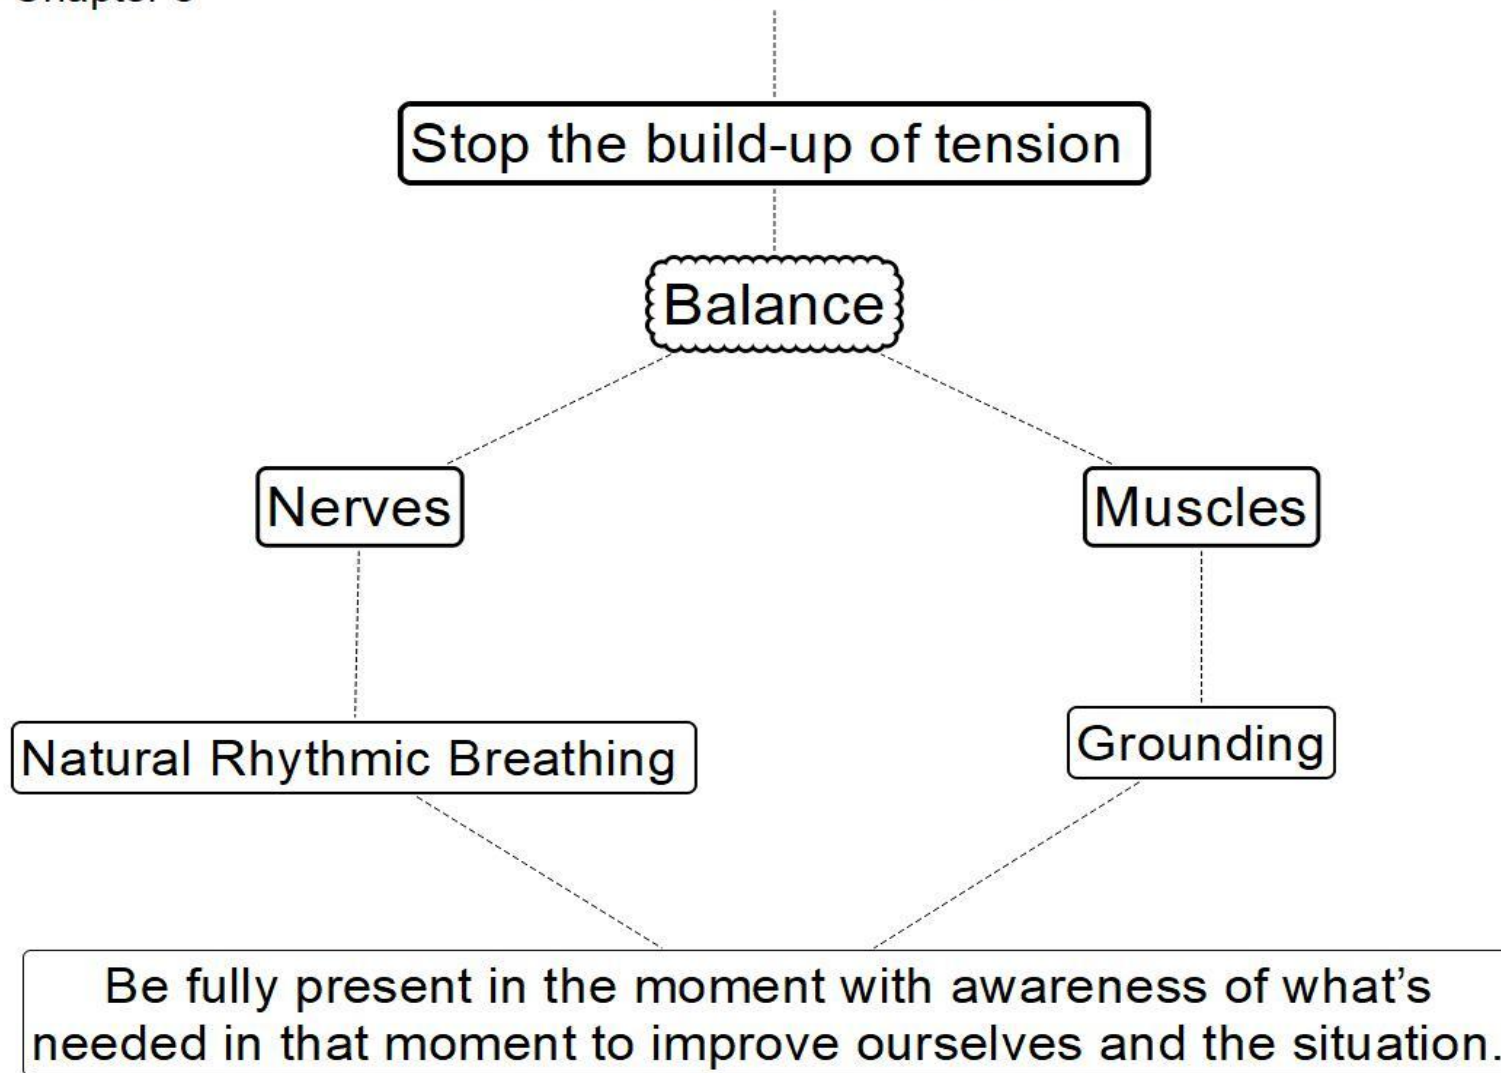 Stop the build-up of tension
Balance
Nerves
Muscles
Natural Rhythmic Breathing
Grounding
Be fully present in the moment with awareness of what’s
needed in that moment to improve ourselves and the situation.